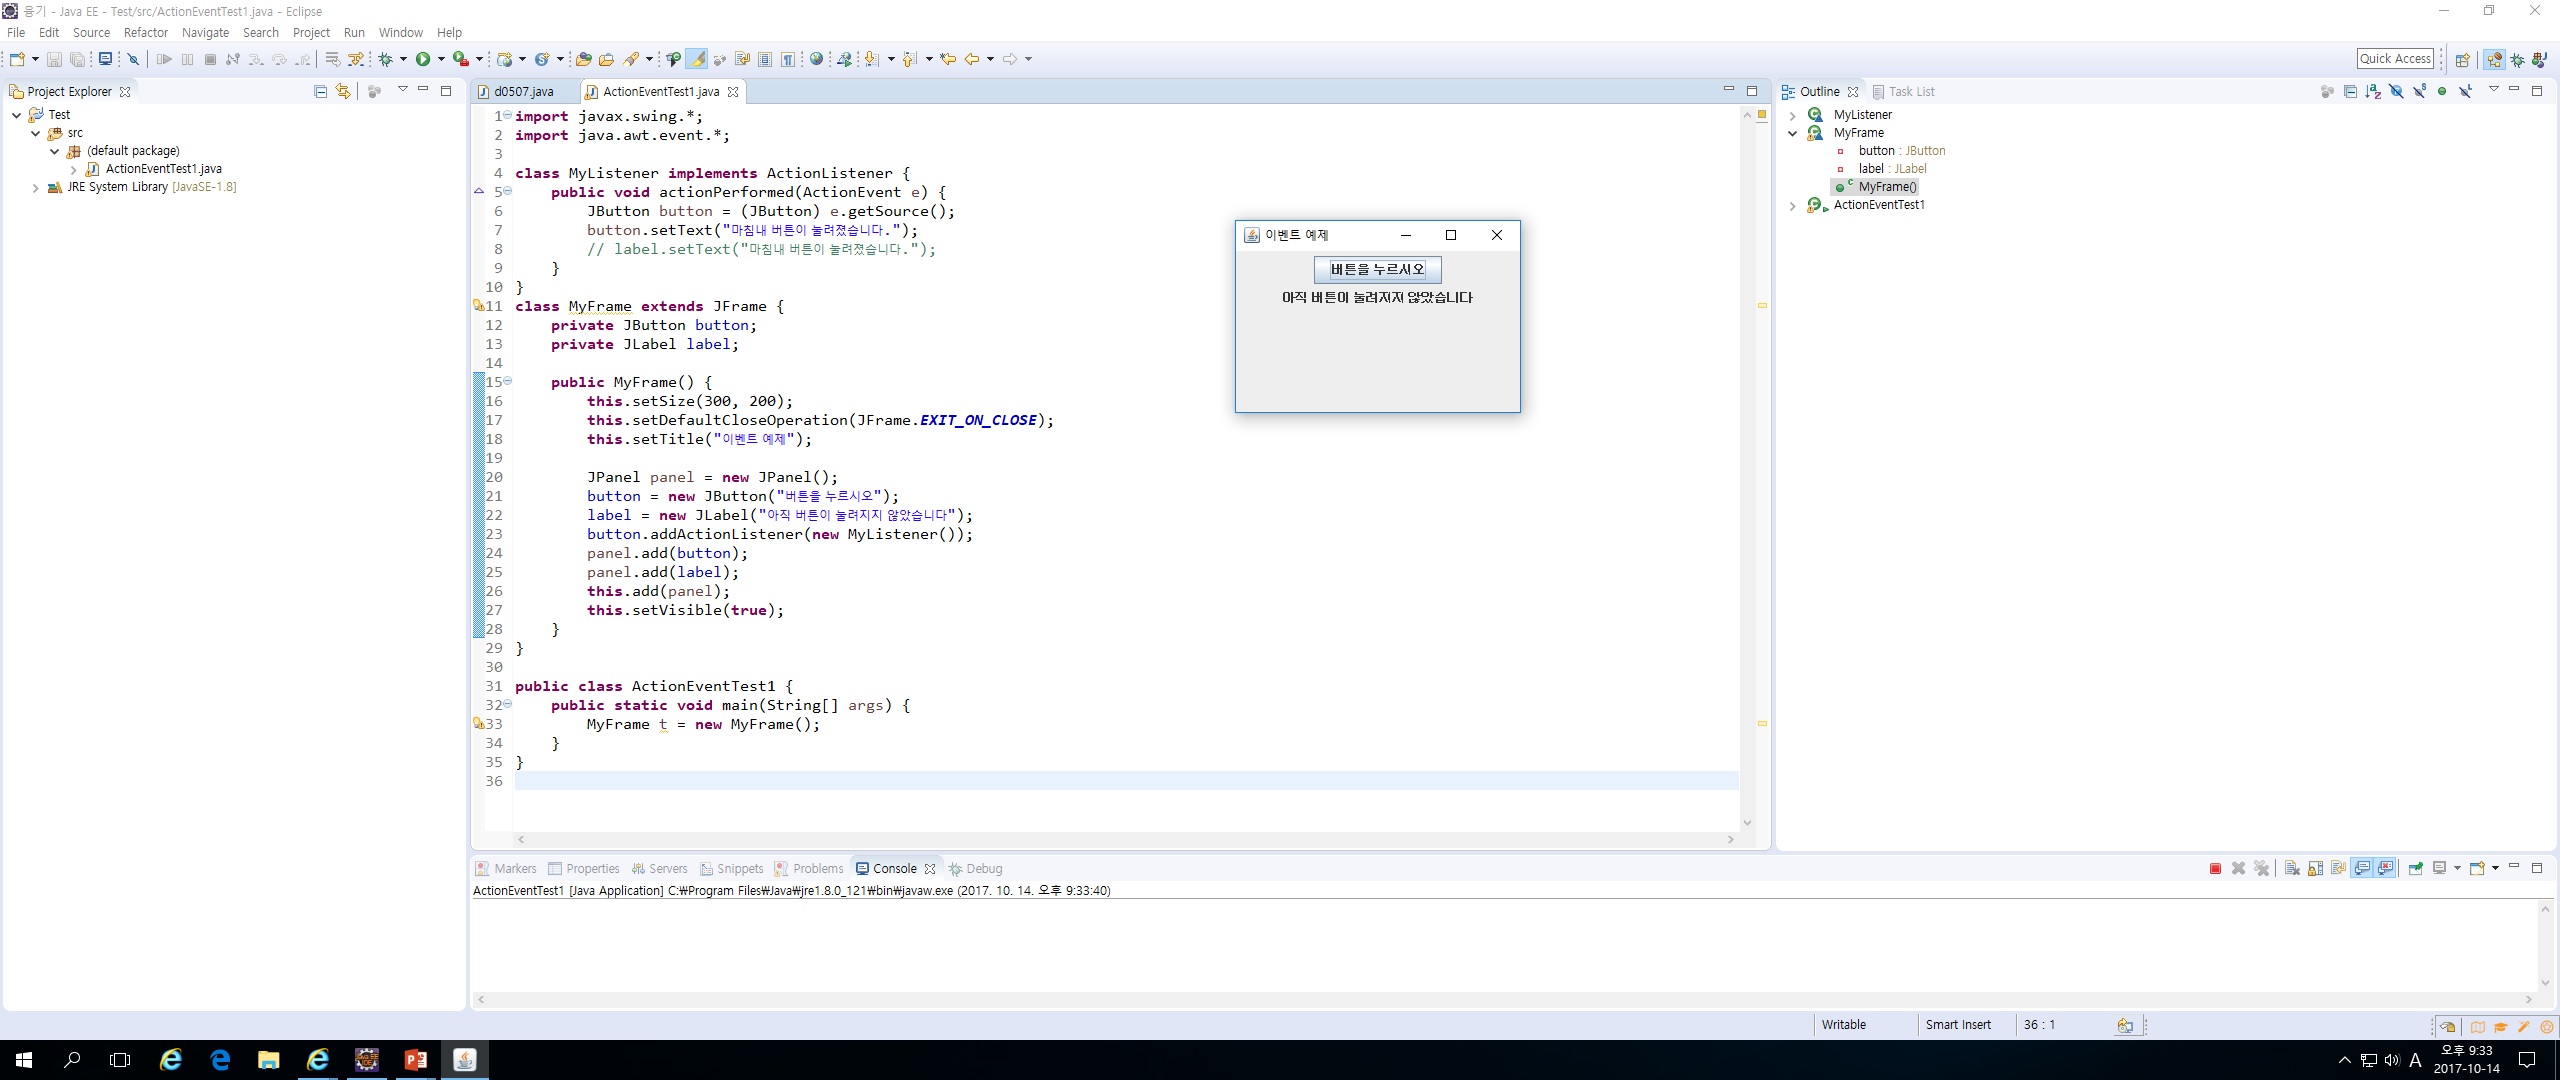 용기 - Java EE - Test/src/ActionEventTest1.java - Eclipse
File Edit Source Refactor Navigate Search Project Run Window Help
Quick Access
Project Explorer
Test
src
(default package)
ActionEventTest1.java
JRE System Library [JavaSE-1.8]
d0507.java ActionEventTest1.java
1 import javax.swing.*;
2 import java.awt.event.*;
3
4 class MyListener implements ActionListener {
5     public void actionPerformed(ActionEvent e) {
6         JButton button = (JButton) e.getSource();
7         button.setText("마침내 버튼이 눌려졌습니다.");
8         // label.setText("마침내 버튼이 눌려졌습니다.");
9     }
10 }
11 class MyFrame extends JFrame {
12     private JButton button;
13     private JLabel label;
14
15     public MyFrame() {
16         this.setSize(300, 200);
17         this.setDefaultCloseOperation(JFrame.EXIT_ON_CLOSE);
18         this.setTitle("이벤트 예제");
19
20         JPanel panel = new JPanel();
21         button = new JButton("버튼을 누르시오");
22         label = new JLabel("아직 버튼이 눌려지지 않았습니다");
23         button.addActionListener(new MyListener());
24         panel.add(button);
25         panel.add(label);
26         this.add(panel);
27         this.setVisible(true);
28     }
29 }
30
31 public class ActionEventTest1 {
32     public static void main(String[] args) {
33         MyFrame t = new MyFrame();
34     }
35 }
36
이벤트 예제
버튼을 누르시오
아직 버튼이 눌려져지 않았습니다
Outline Task List
MyListener
MyFrame
button : JButton
label : JLabel
MyFrame()
ActionEventTest1
Markers Properties Servers Snippets Problems Console Debug
ActionEventTest1 [Java Application] C:₩Program Files₩Java₩jre1.8.0_121₩bin₩javaw.exe (2017. 10. 14. 오후 9:33:40)
Writable Smart Insert 36 : 1
A
오후 9:33
2017-10-14